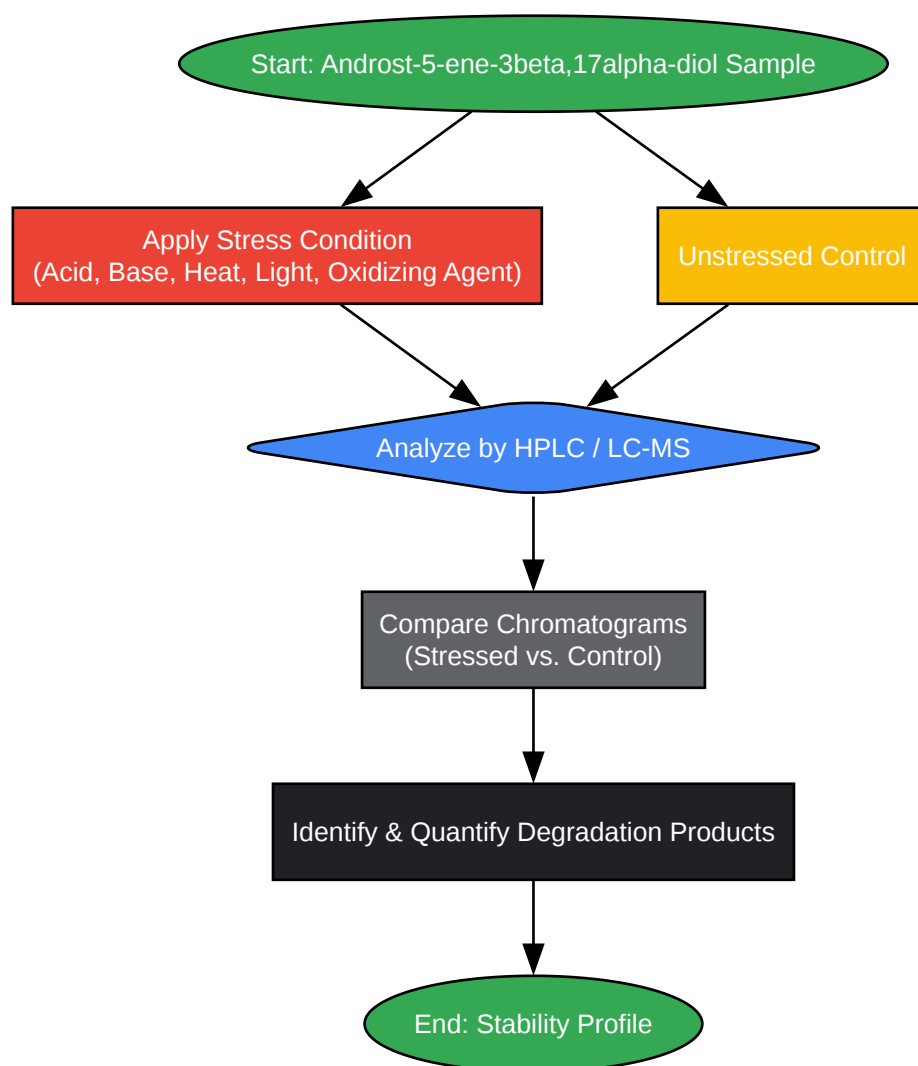 Start: Androst-5-ene-3beta,17alpha-diol Sample
Apply Stress Condition
(Acid, Base, Heat, Light, Oxidizing Agent)
Unstressed Control
Analyze by HPLC / LC-MS
Compare Chromatograms
(Stressed vs. Control)
Identify & Quantify Degradation Products
End: Stability Profile